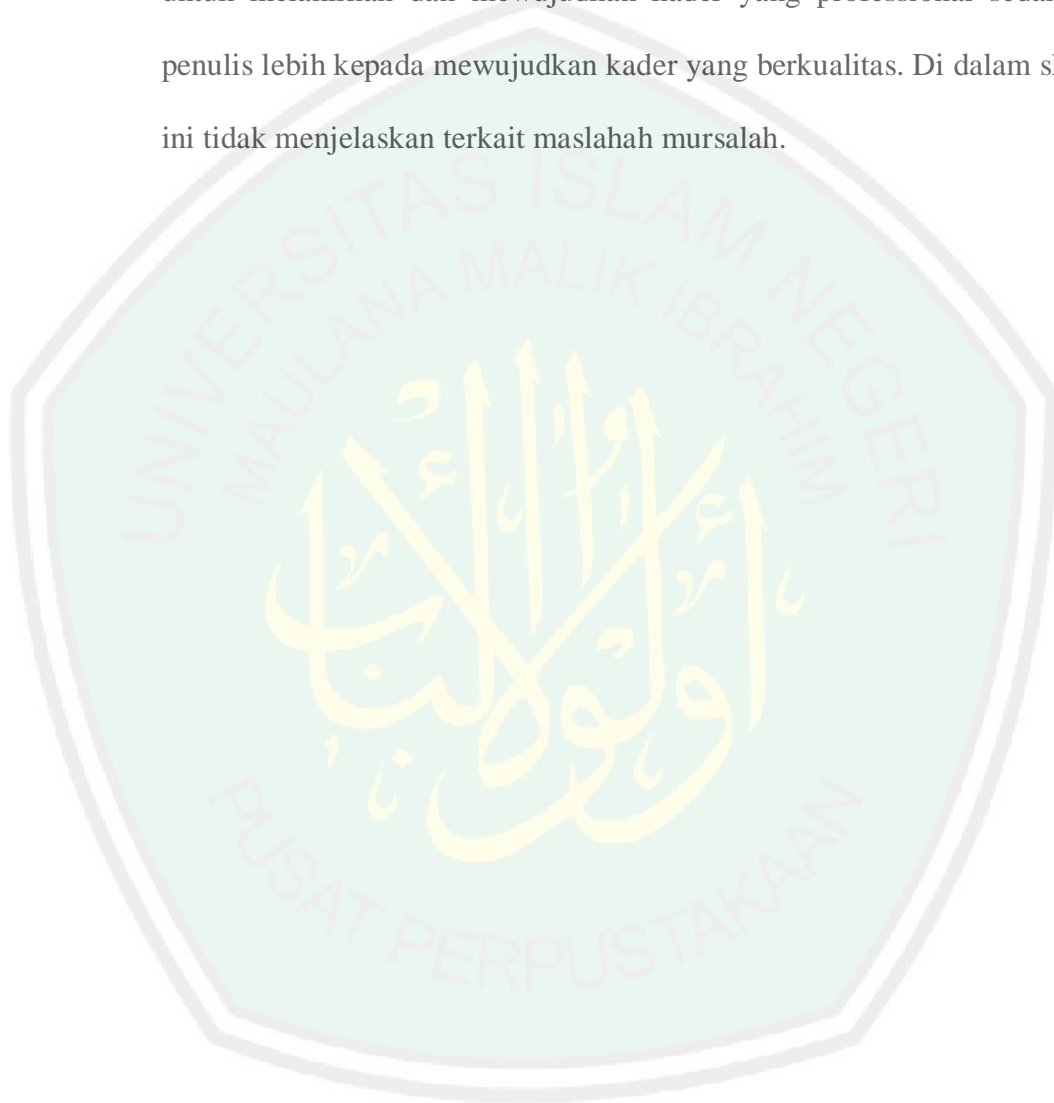 untuk melahirkan dan mewujudkan kader yang professional
penulis lebih kepada mewujudkan kader yang berkualitas. Di dalam
ini tidak menjelaskan terkait maslahah mursalah.
UNIVERSITAS ISLAM NEGERI
MAULANA MALIK IBRAHIM
أولوا الألباب
PUSAT PERPUSTAKAAN